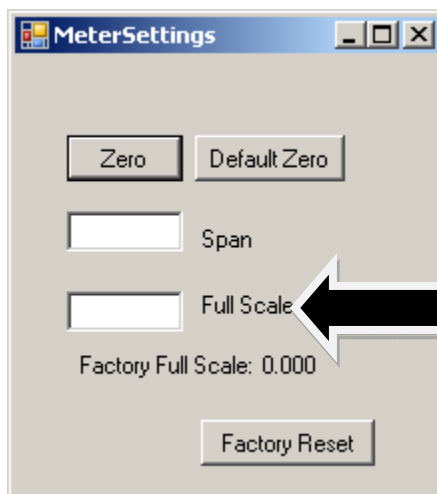 MeterSettings
Zero Default Zero
Span
Full Scale
Factory Full Scale: 0.000
Factory Reset